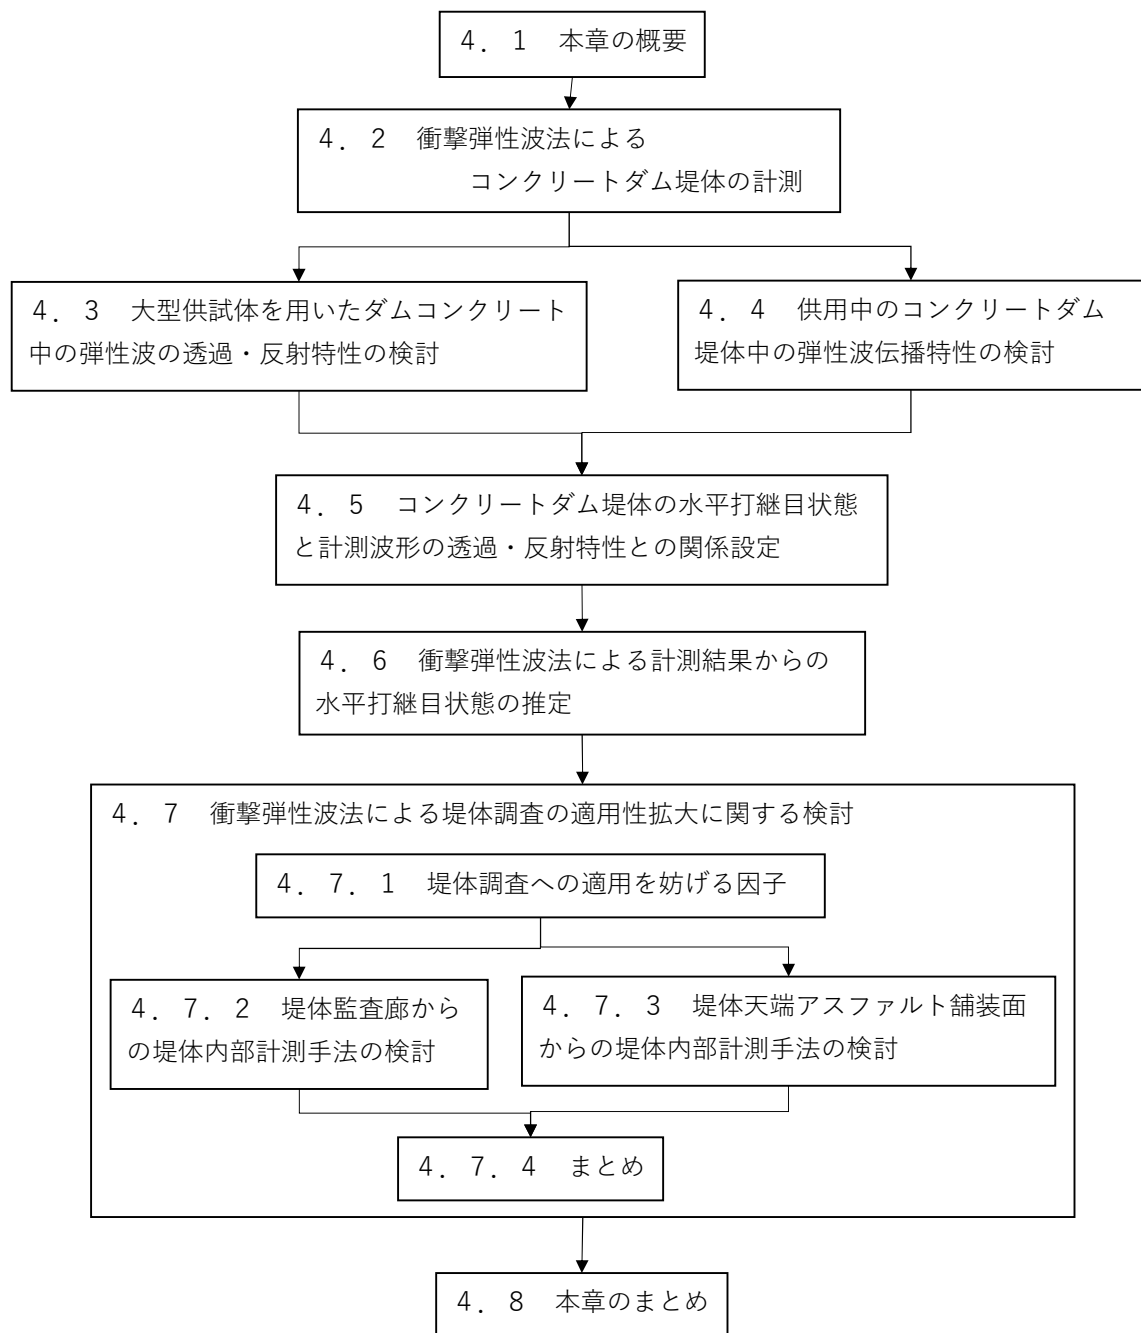 ４．１　本章の概要
４．２　衝撃弾性波法による
コンクリートダム堤体の計測
４．３　大型供試体を用いたダムコンクリート
中の弾性波の透過・反射特性の検討
４．４　供用中のコンクリートダム
堤体中の弾性波伝播特性の検討
４．５　コンクリートダム堤体の水平打継目状態
と計測波形の透過・反射特性との関係設定
４．６　衝撃弾性波法による計測結果からの
水平打継目状態の推定
４．７　衝撃弾性波法による堤体調査の適用性拡大に関する検討
４．７．１　堤体調査への適用を妨げる因子
４．７．２　堤体監査廊から
の堤体内部計測手法の検討
４．７．３　堤体天端アスファルト舗装面
からの堤体内部計測手法の検討
４．７．４　まとめ
４．８　本章のまとめ